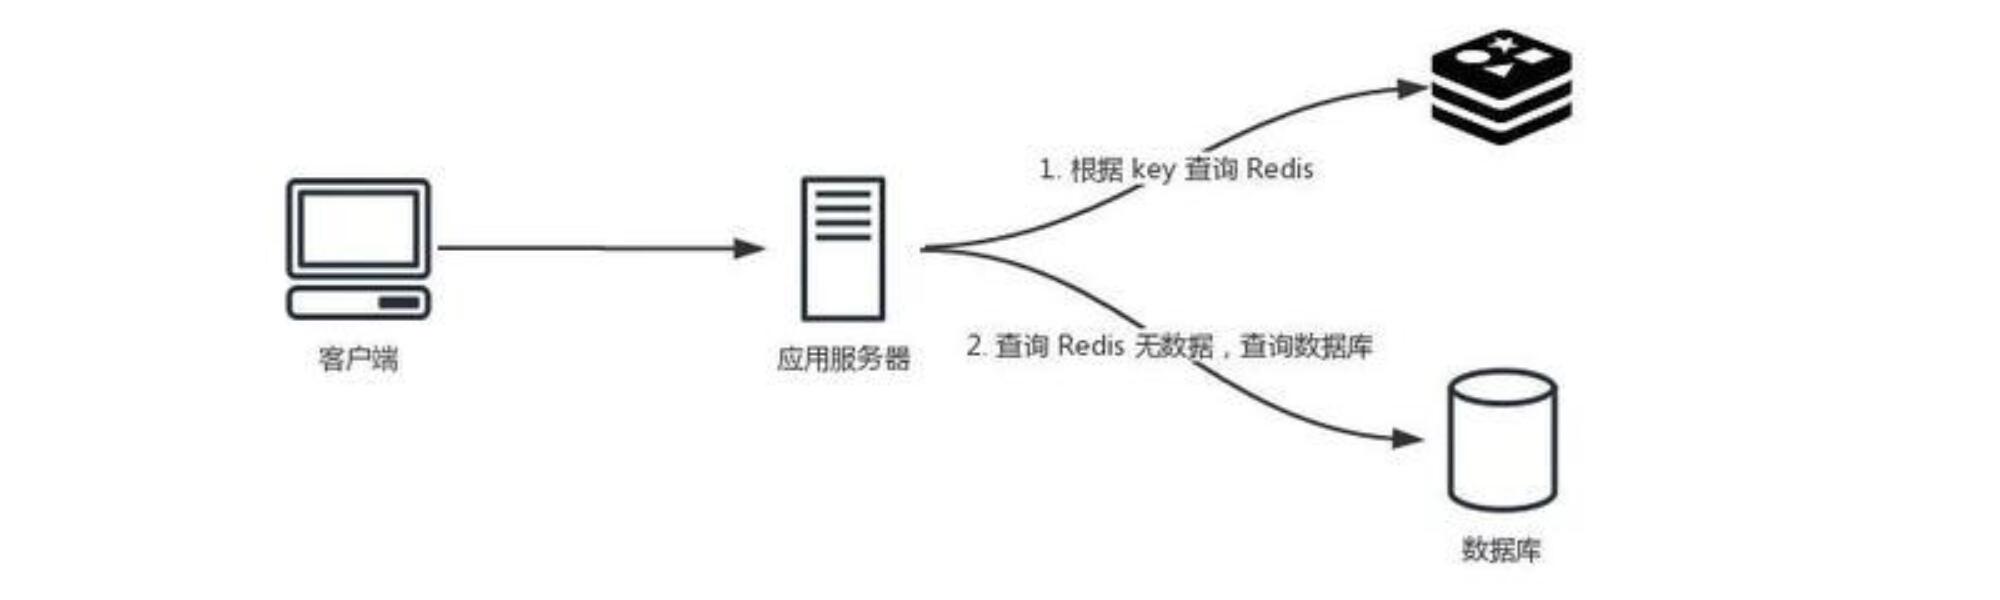 1. 根据 key 查询 Redis
客户端
应用服务器
2. 查询 Redis 无数据，查询数据库
数据库